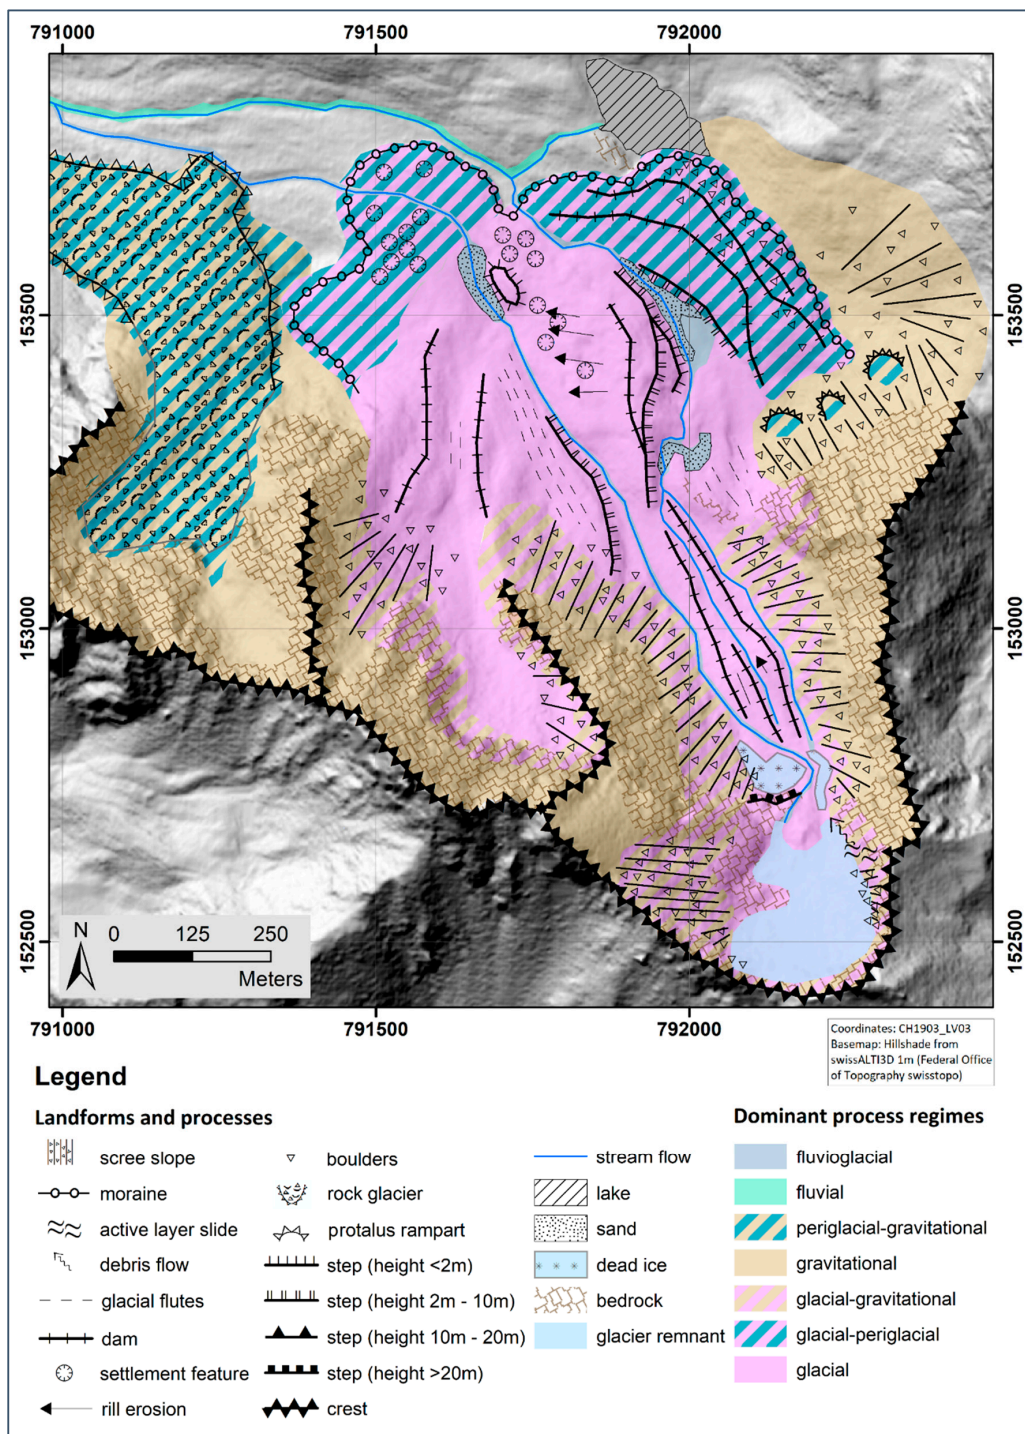 791000 791500 792000
153500 153500
153000 153000
152500 152500
N
0 125 250
Meters
791000 791500 792000
Coordinates: CH1903_LV03
Basemap: Hillshade from
swissALTI3D 1m (Federal Office
of Topography swisstopo)
Legend
Landforms and processes
scree slope
moraine
active layer slide
debris flow
glacial flutes
dam
settlement feature
rill erosion
boulders
rock glacier
protalus rampart
step (height <2m)
step (height 2m - 10m)
step (height 10m - 20m)
step (height >20m)
crest
stream flow
lake
sand
dead ice
bedrock
glacier remnant
Dominant process regimes
fluvioglacial
fluvial
periglacial-gravitational
gravitational
glacial-gravitational
glacial-periglacial
glacial